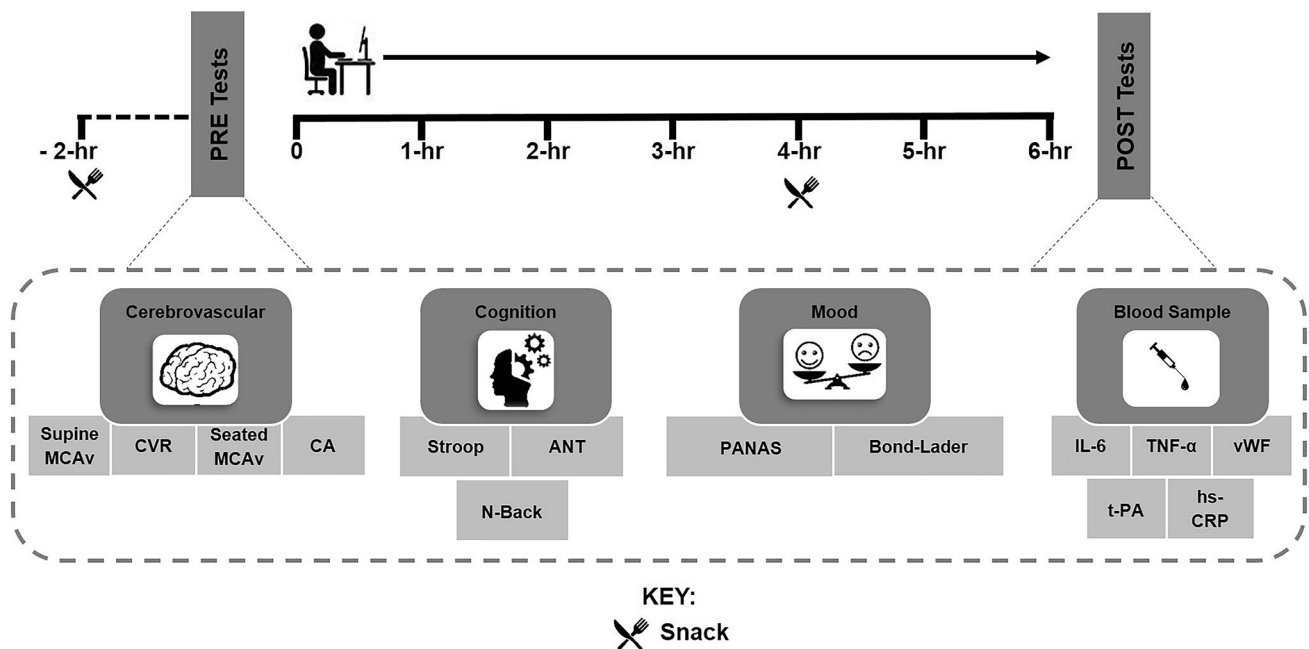 PRE Tests
POST Tests
- 2-hr
0
1-hr
2-hr
3-hr
4-hr
5-hr
6-hr
Cerebrovascular
Cognition
Mood
Blood Sample
Supine
MCAv
CVR
Seated
MCAv
CA
Stroop
ANT
N-Back
PANAS
Bond-Lader
IL-6
TNF-α
vWF
t-PA
hs-
CRP
KEY:
Snack